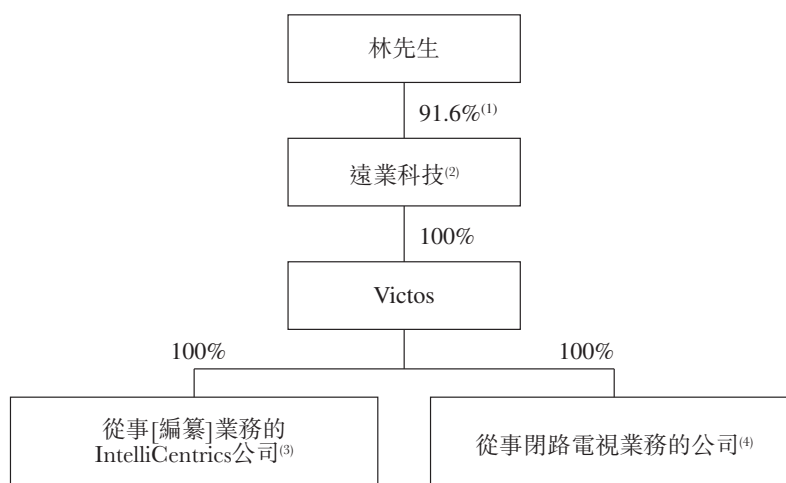 林先生
91.6%(1)
遠業科技(2)
100%
Victos
100%
100%
從事[編纂]業務的
IntelliCentrics公司(3)
從事閉路電視業務的公司(4)